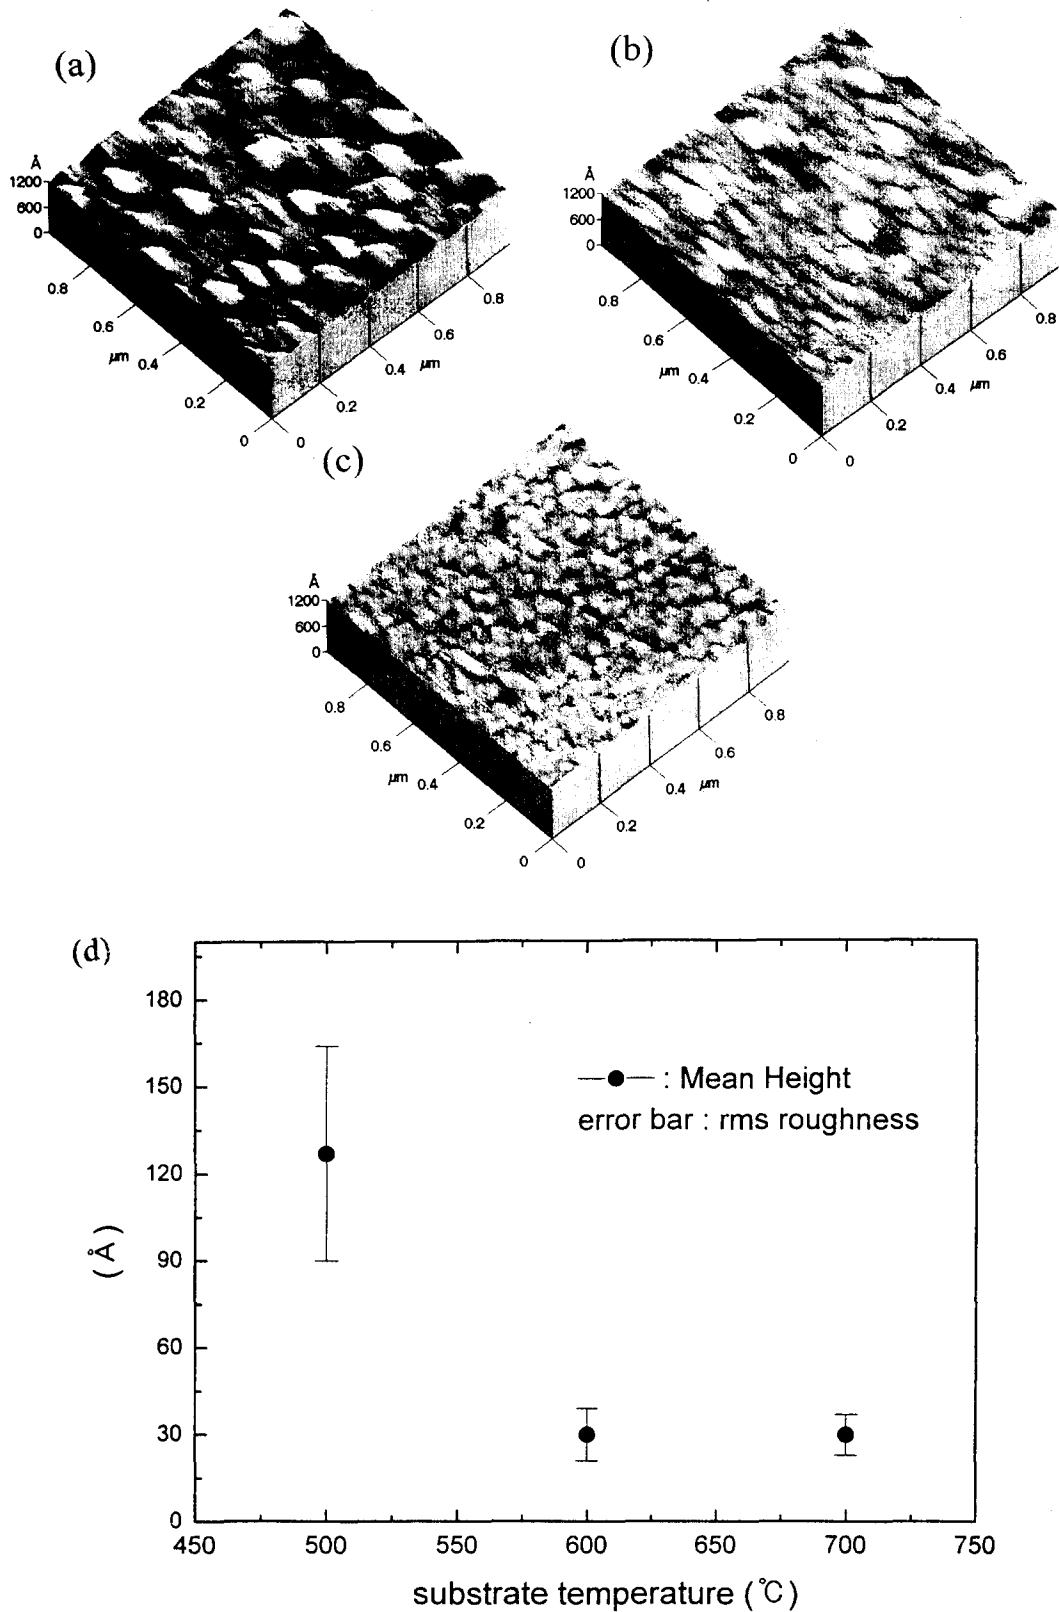 (a)
Å
1200
600
0
0.8
0.6
μm 0.4
0.2
0
0
0.2
0.4
μm
0.6
0.8
(b)
Å
1200
600
0
0.8
0.6
μm 0.4
0.2
0
0
0.2
0.4
μm
0.6
0.8
(c)
Å
1200
600
0
0.8
0.6
μm 0.4
0.2
0
0
0.2
0.4
μm
0.6
0.8
(d)
180
150
120
90
60
30
0
(Å)
: Mean Height
error bar : rms roughness
450 500 550 600 650 700 750
substrate temperature (℃)